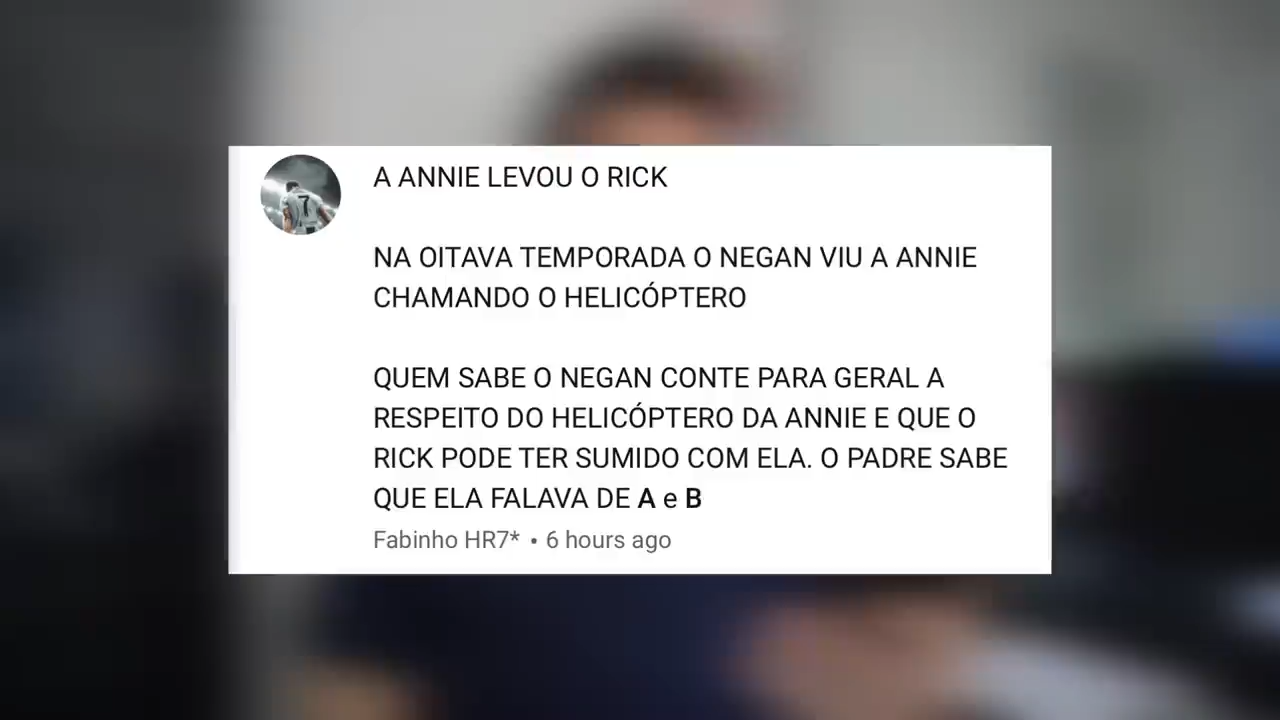 A ANNIE LEVOU O RICK
NA OITAVA TEMPORADA O NEGAN VIU A ANNIE
CHAMANDO O HELICÓPTERO
QUEM SABE O NEGAN CONTE PARA GERAL A
RESPEITO DO HELICÓPTERO DA ANNIE E QUE O
RICK PODE TER SUMIDO COM ELA. O PADRE SABE
QUE ELA FALAVA DE A e B
Fabinho HR7* • 6 hours ago
7